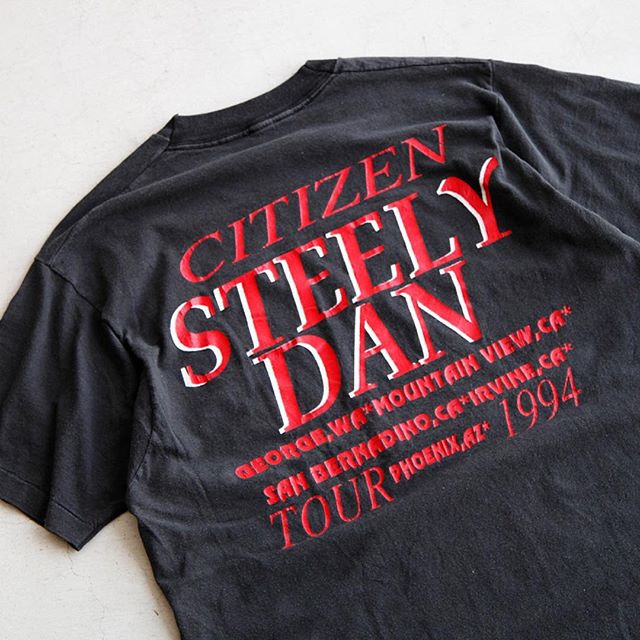 CITIZEN
STEELY
DAN
GEORGE,WA*MOUNTAIN VIEW,CA*
SAN BERNADINO,CA*IRVINE,CA*
TOUR PHOENIX,AZ* 1994